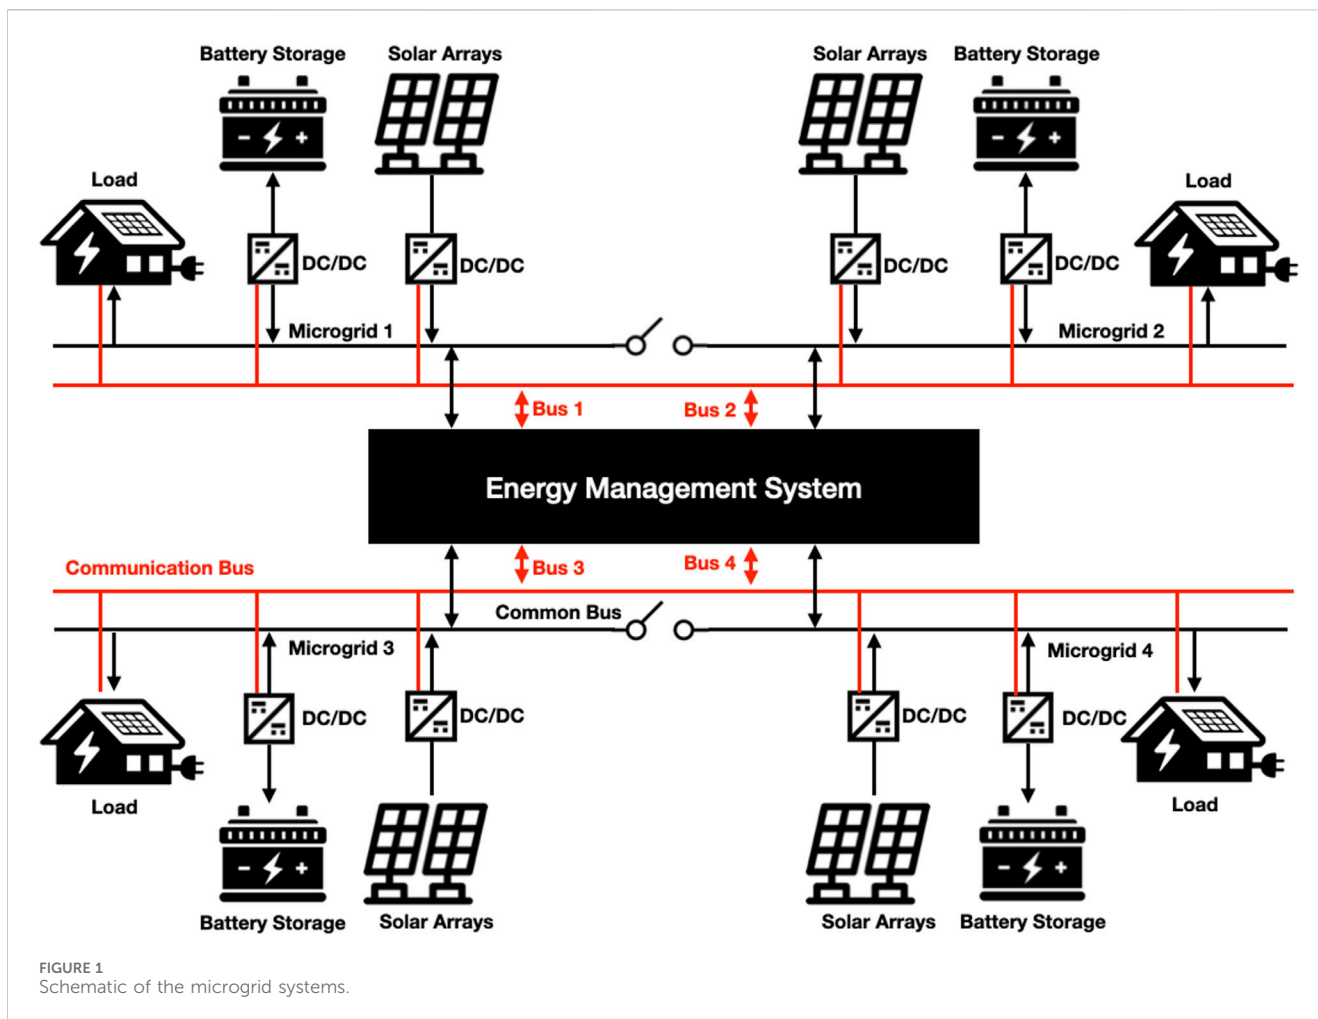 Battery Storage
Solar Arrays
Solar Arrays
Battery Storage
Load
Load
DC/DC
DC/DC
DC/DC
DC/DC
Microgrid 1
Microgrid 2
Bus 1
Bus 2
Energy Management System
Bus 3
Bus 4
Communication Bus
Common Bus
Microgrid 3
Microgrid 4
DC/DC
DC/DC
DC/DC
DC/DC
Load
Load
Battery Storage
Solar Arrays
Solar Arrays
Battery Storage
FIGURE 1
Schematic of the microgrid systems.